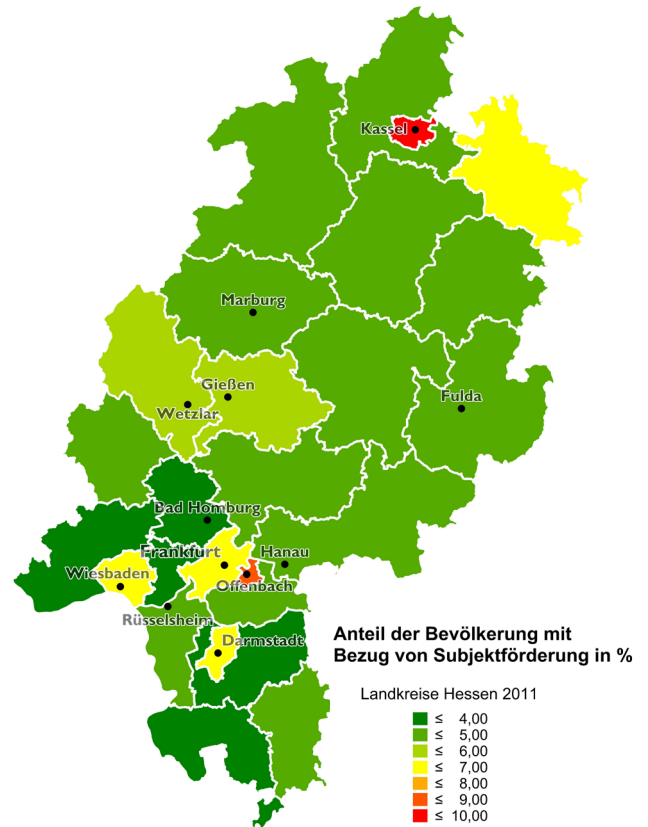 Kassel
Marburg
Gießen
Wetzlar
Fulda
Bad Homburg
Frankfurt
Hanau
Wiesbaden
Offenbach
Rüsselsheim
Darmstadt
Anteil der Bevölkerung mit
Bezug von Subjektförderung in %
Landkreise Hessen 2011
≤ 4,00
≤ 5,00
≤ 6,00
≤ 7,00
≤ 8,00
≤ 9,00
≤ 10,00